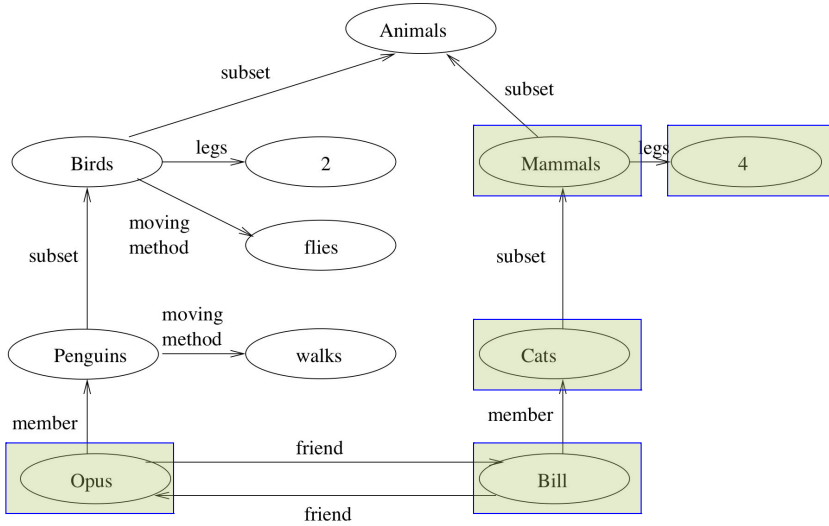 Animals
subset
subset
Birds
legs
2
Mammals
legs
4
moving
method
flies
subset
subset
moving
method
Penguins
walks
Cats
member
member
friend
Opus
Bill
friend